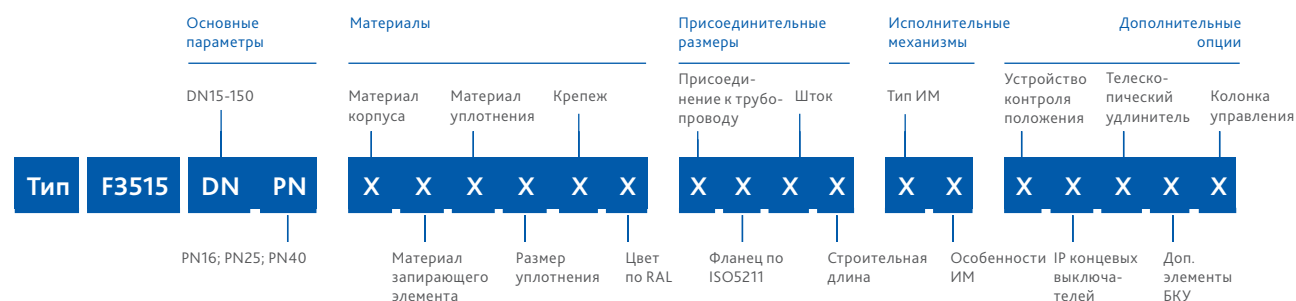 Основные
параметры
Материалы
Присоединительные
размеры
Исполнительные
механизмы
Дополнительные
опции
DN15-150
Материал
корпуса
Материал
уплотнения
Крепеж
Присоеди-
нение к трубо-
проводу
Шток
Тип ИМ
Устройство
контроля
положения
Телеско-
пический
удлинитель
Колонка
управления
Тип F3515 DN PN X X X X X X X X X X X X X X X X X
PN16; PN25; PN40
Материал
запирающего
элемента
Размер
уплотнения
Цвет
по RAL
Фланец по
ISO5211
Строительная
длина
Особенности
ИМ
IP концевых
выключа-
телей
Доп.
элементы
БКУ